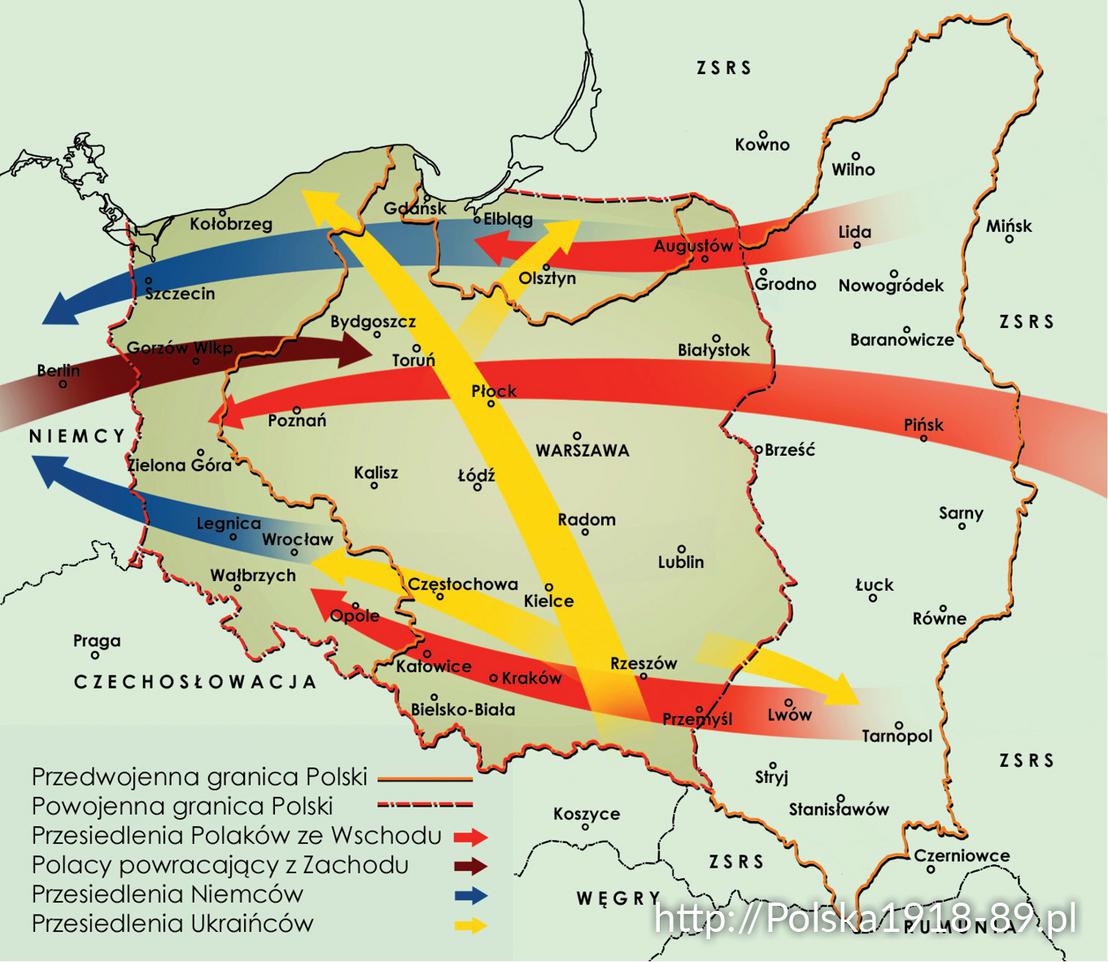 ZSRS
Kowno
Wilno
Gdańsk
Elbląg
Kołobrzeg
Mińsk
Lida
Augustów
Olsztyn
Grodno
Nowogródek
Szczecin
ZSRS
Bydgoszcz
Baranowicze
Gorzów Wlkp.
Białystok
Toruń
Berlin
Płock
Poznań
Pińsk
NIEMCY
WARSZAWA
Brześć
Zielona Góra
Kalisz
Łódź
Sarny
Radom
Legnica
Wrocław
Lublin
Wałbrzych
Częstochowa
Łuck
Kielce
Opole
Równe
Praga
Katowice
Rzeszów
Kraków
CZECHOSŁOWACJA
Bielsko-Biała
Przemyśl
Lwów
Tarnopol
ZSRS
Stryj
Stanisławów
Koszyce
Czerniowce
ZSRS
WĘGRY
RUMUNIA
Przedwojenna granica Polski
Powojenna granica Polski
Przesiedlenia Polaków ze Wschodu
Polacy powracający z Zachodu
Przesiedlenia Niemców
Przesiedlenia Ukraińców
http://Polska1918-89.pl